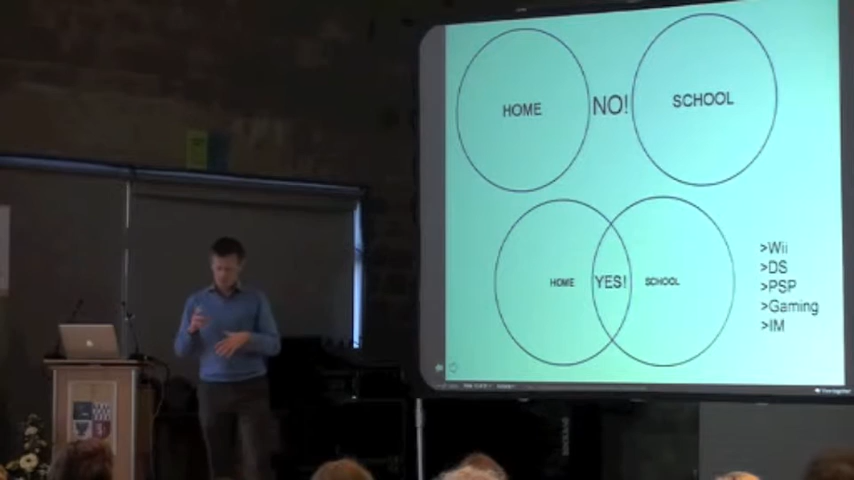 HOME NO! SCHOOL
HOME YES! SCHOOL
>Wii
>DS
>PSP
>Gaming
>IM